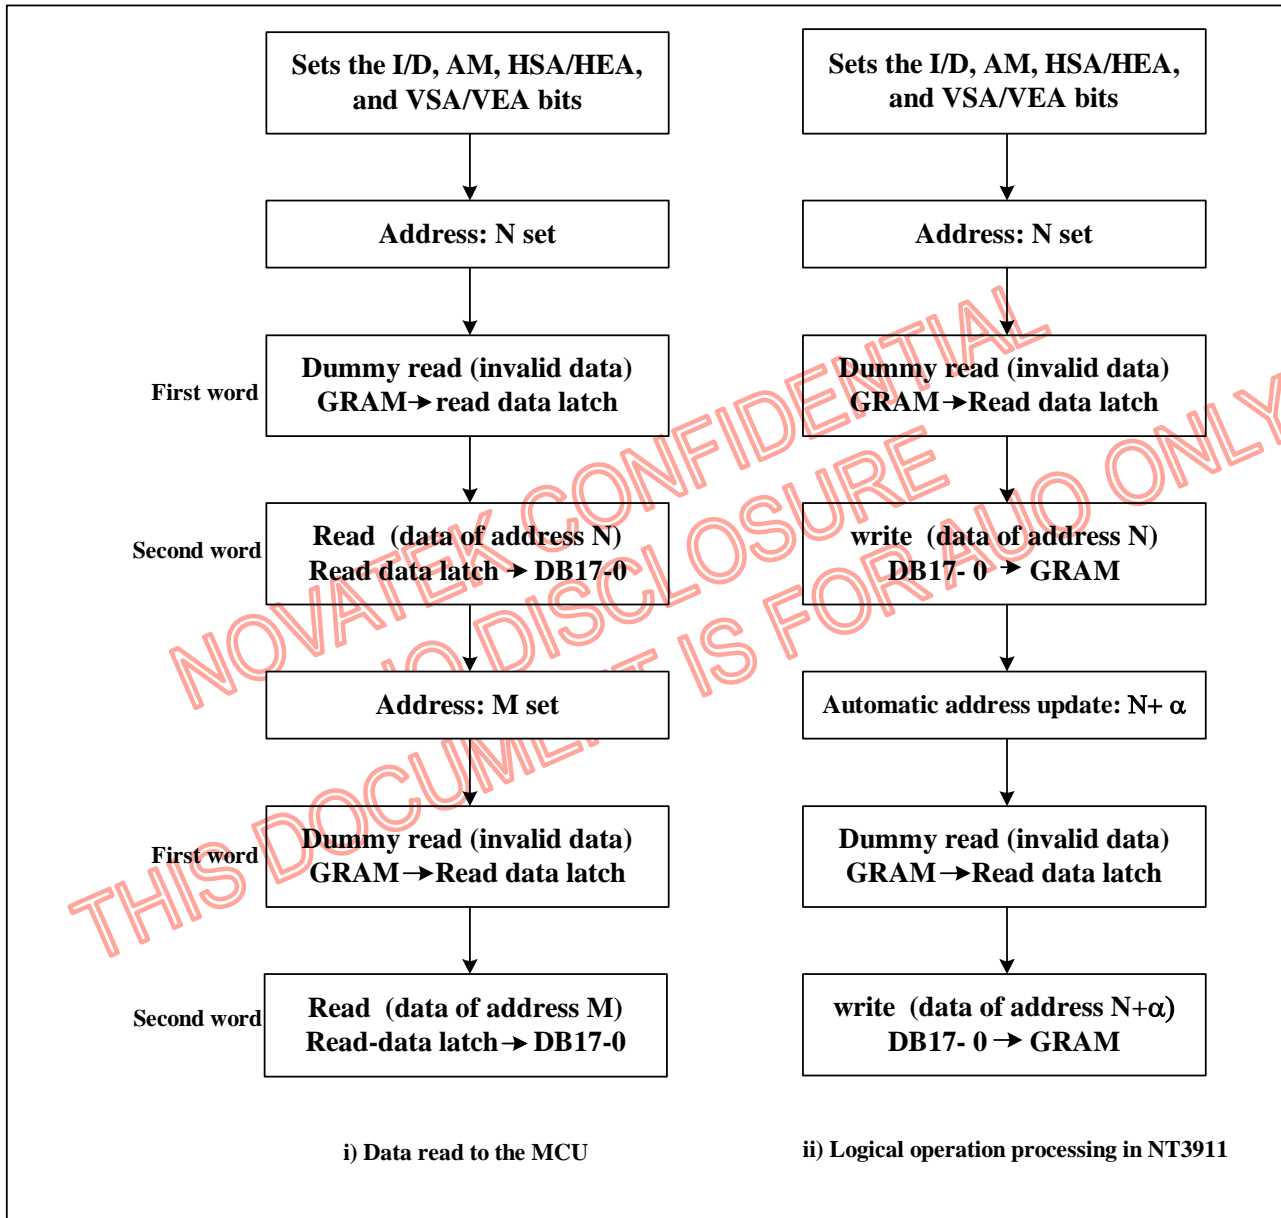 Sets the I/D, AM, HSA/HEA,
and VSA/VEA bits
Address: N set
First word
Dummy read (invalid data)
GRAM→read data latch
Second word
Read (data of address N)
Read data latch → DB17-0
Address: M set
First word
Dummy read (invalid data)
GRAM→Read data latch
Second word
Read (data of address M)
Read-data latch→ DB17-0
i) Data read to the MCU
Sets the I/D, AM, HSA/HEA,
and VSA/VEA bits
Address: N set
Dummy read (invalid data)
GRAM→Read data latch
write (data of address N)
DB17- 0 → GRAM
Automatic address update: N+ α
Dummy read (invalid data)
GRAM→Read data latch
write (data of address N+α)
DB17- 0 → GRAM
ii) Logical operation processing in NT3911
NOVATEK CONFIDENTIAL
NO DISCLOSURE
THIS DOCUMENT IS FOR AUO ONLY